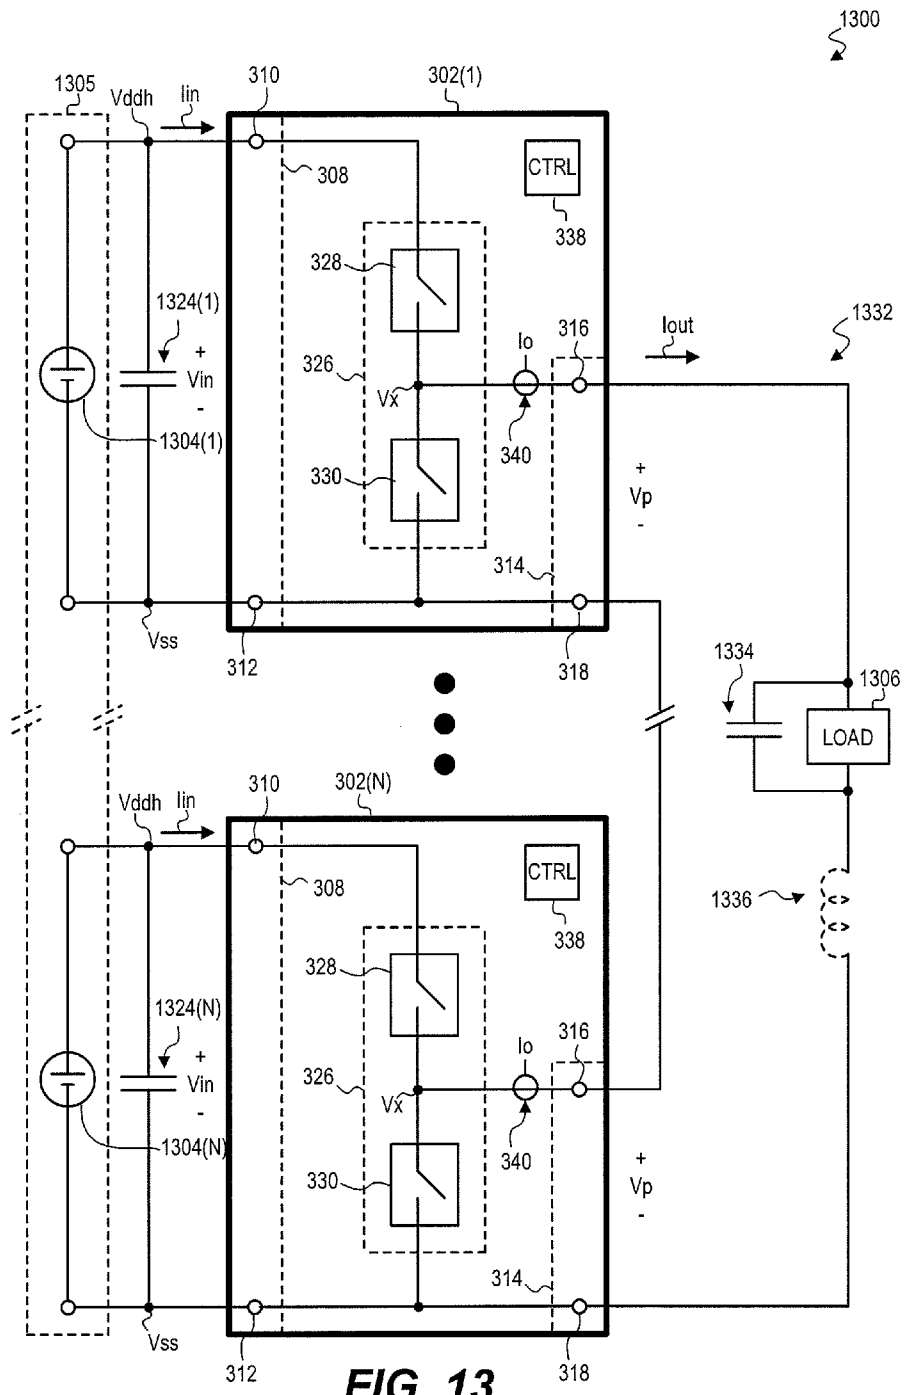 1300
1305
Vddh
Iin
310
302(1)
308
CTRL
338
328
1324(1)
+
Vin
-
326
Vx
Io
316
Iout
1332
1304(1)
330
340
+
Vp
-
314
Vss
312
318
1334
1306
LOAD
Vddh
Iin
310
302(N)
308
CTRL
338
1336
328
1324(N)
+
Vin
-
326
Vx
Io
316
1304(N)
330
340
+
Vp
-
314
Vss
312
318
FIG. 13